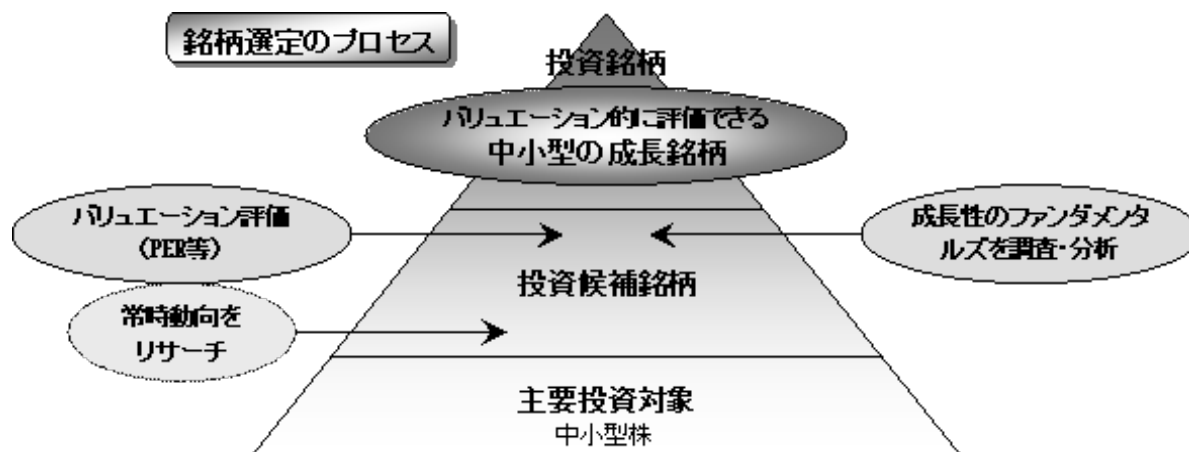 銘柄選定のプロセス
投資銘柄
バリュエーション的に評価できる
中小型の成長銘柄
バリュエーション評価
(PER等)
成長性のファンダメンタ
ルズを調査・分析
投資候補銘柄
常時動向を
リサーチ
主要投資対象
中小型株